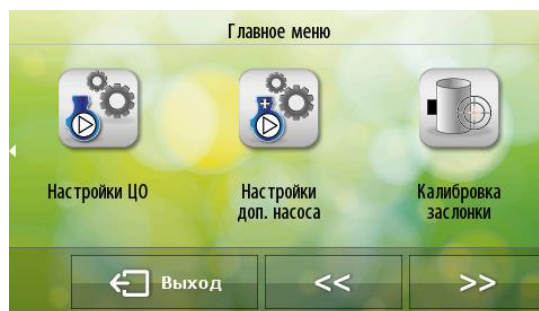 Главное меню
Настройки ЦО
Настройки
доп. насоса
Калибровка
заслонки
Выход
<<
>>